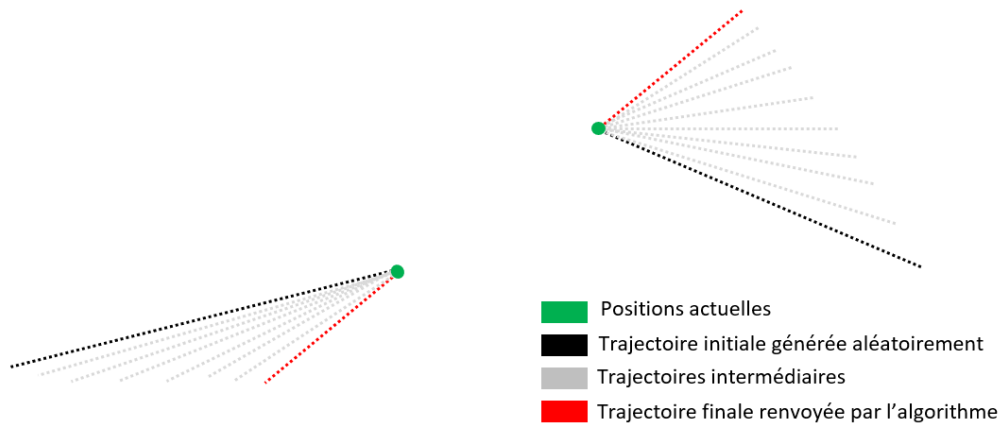 Positions actuelles
Trajectoire initiale générée aléatoirement
Trajectoires intermédiaires
Trajectoire finale renvoyée par l'algorithme